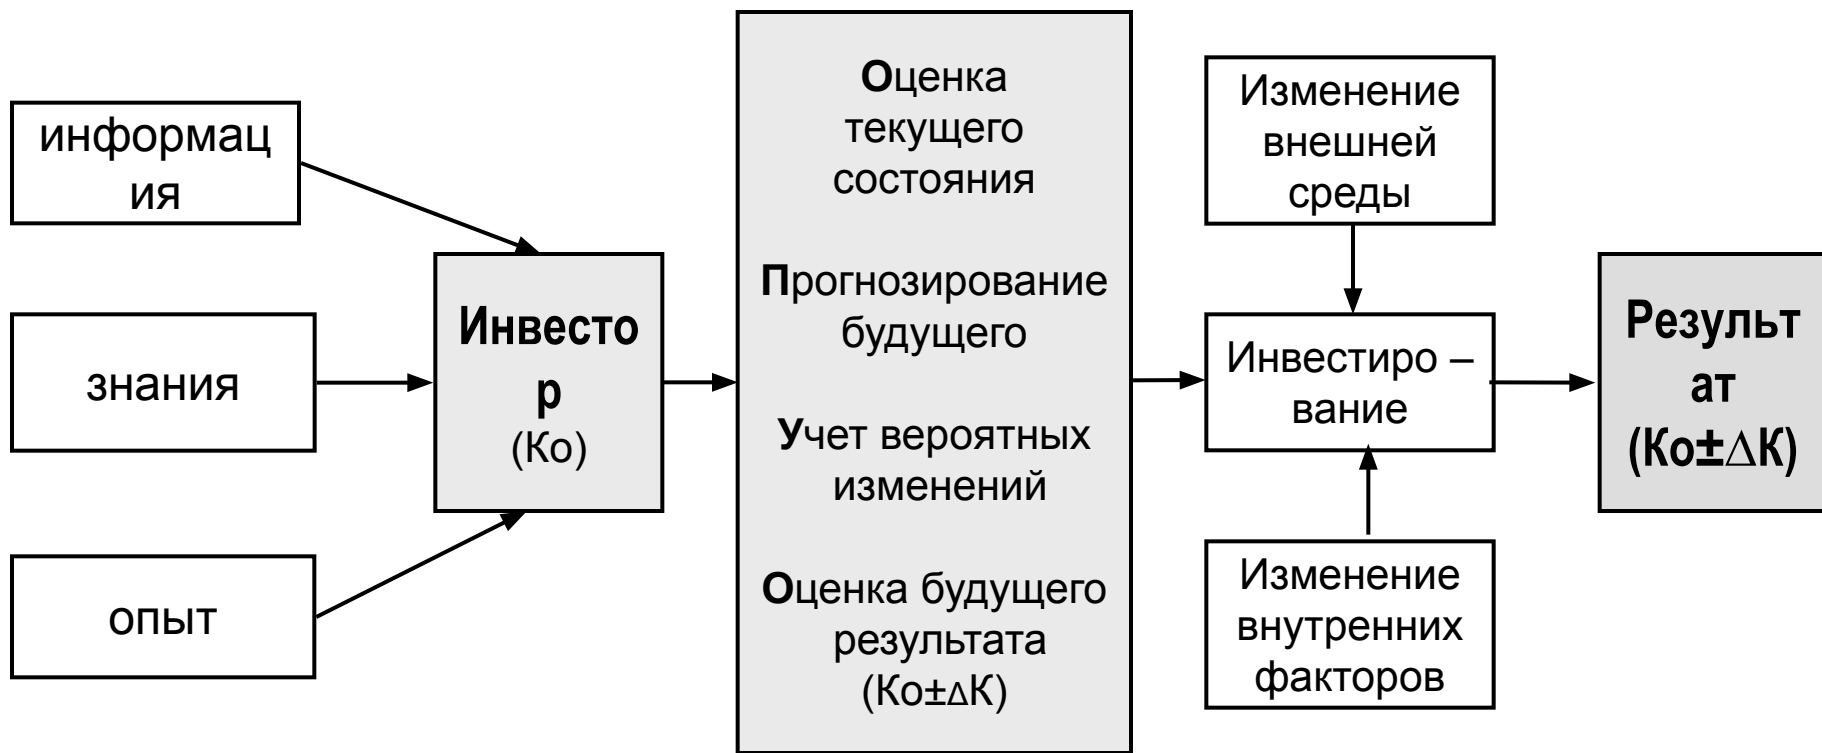 информац
ия
знания
опыт
Инвесто
р
(Ко)
Оценка
текущего
состояния
Прогнозирование
будущего
Учет вероятных
изменений
Оценка будущего
результата
(Ко±∆К)
Изменение
внешней
среды
Инвестиро –
вание
Изменение
внутренних
факторов
Результ
ат
(Ко±∆К)